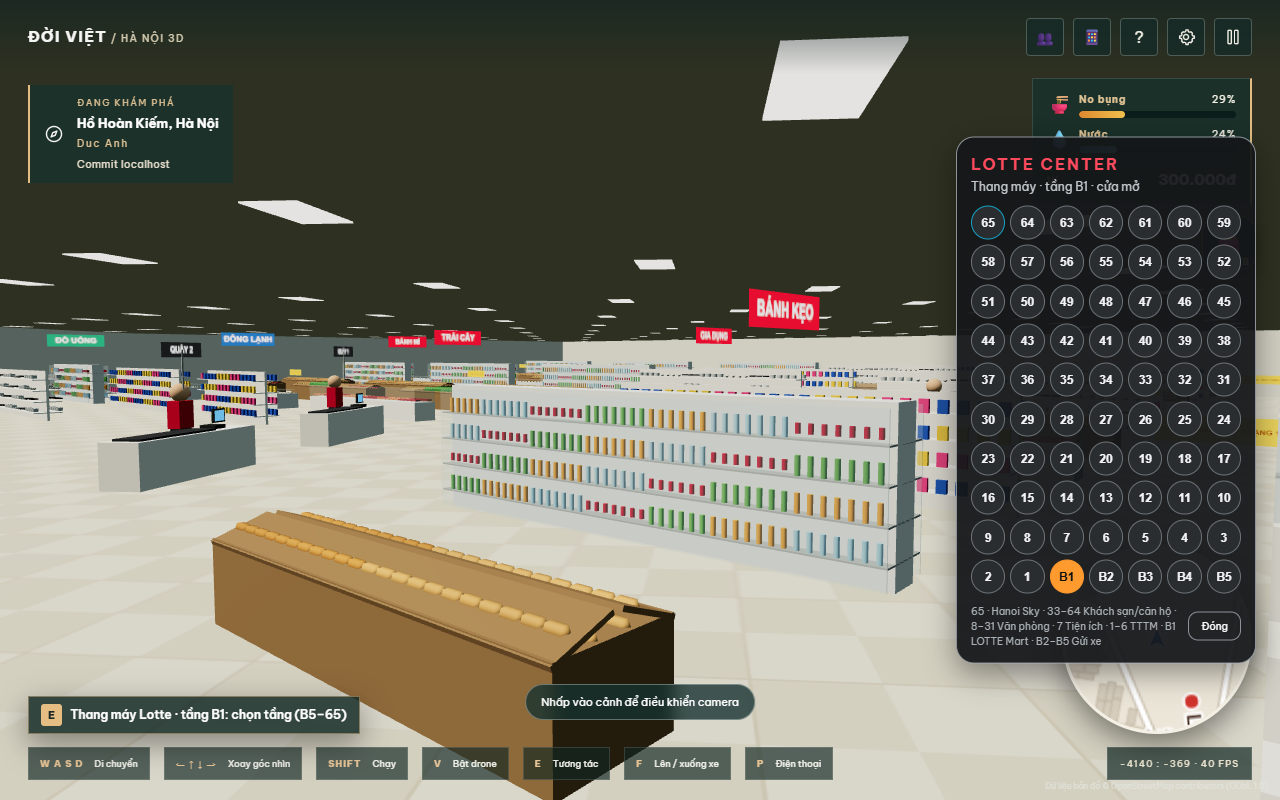 ĐỜI VIỆT / HÀ NỘI 3D
?
ĐANG KHÁM PHÁ
Hồ Hoàn Kiếm, Hà Nội
Duc Anh
Commit localhost
No bụng 29%
Nước 24%
300.000đ
LOTTE CENTER
Thang máy · tầng B1 · cửa mở
65 64 63 62 61 60 59
58 57 56 55 54 53 52
51 50 49 48 47 46 45
44 43 42 41 40 39 38
37 36 35 34 33 32 31
30 29 28 27 26 25 24
23 22 21 20 19 18 17
16 15 14 13 12 11 10
9 8 7 6 5 4 3
2 1 B1 B2 B3 B4 B5
65 · Hanoi Sky · 33–64 Khách sạn/căn hộ ·
8–31 Văn phòng · 7 Tiện ích · 1–6 TTTM · B1
LOTTE Mart · B2–B5 Gửi xe
Đóng
BÁNH KẸO
GIA DỤNG
TRÁI CÂY
BÁNH MÌ
ĐÔNG LẠNH
QUẦY 2
ĐỒ UỐNG
E Thang máy Lotte · tầng B1: chọn tầng (B5–65)
Nhấp vào cảnh để điều khiển camera
W A S D Di chuyển
←↑↓→ Xoay góc nhìn
SHIFT Chạy
V Bật drone
E Tương tác
F Lên / xuống xe
P Điện thoại
-4140 : -369 · 40 FPS